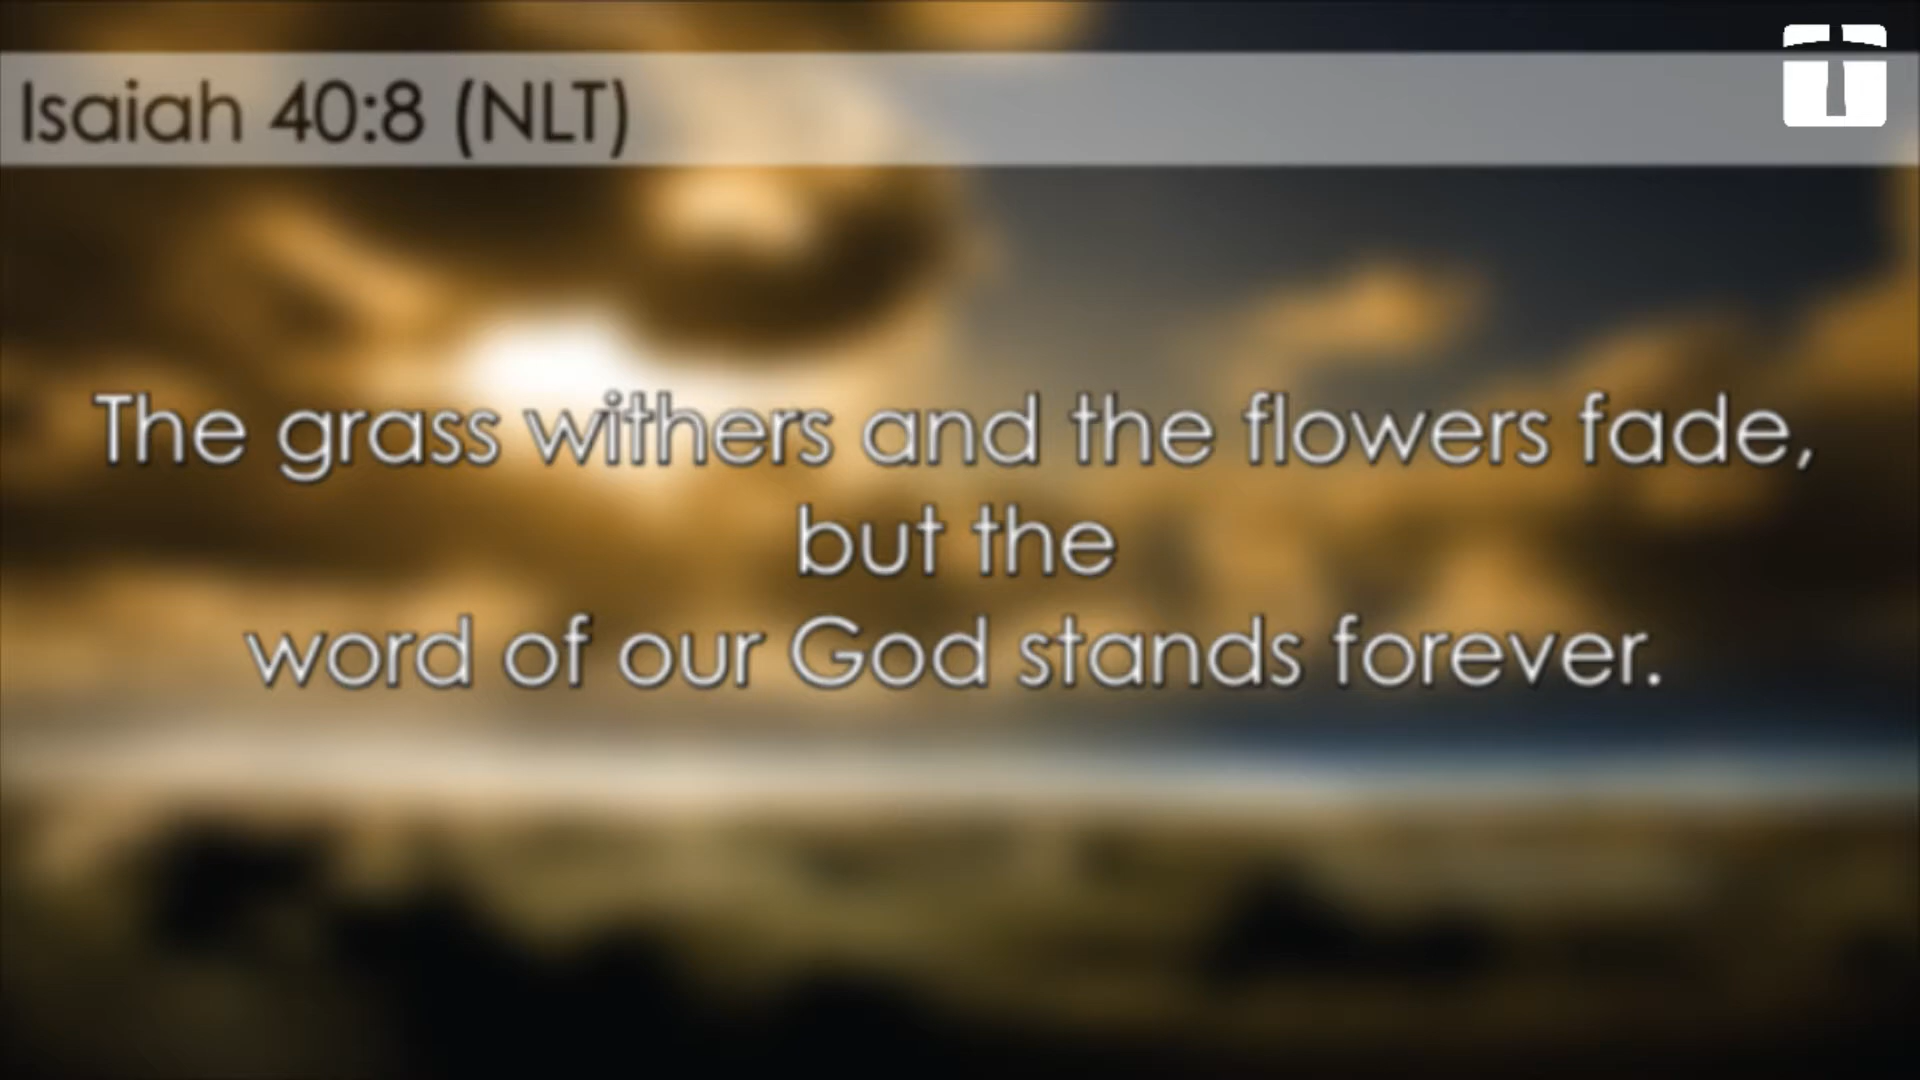 Isaiah 40:8 (NLT)
The grass withers and the flowers fade,
but the
word of our God stands forever.